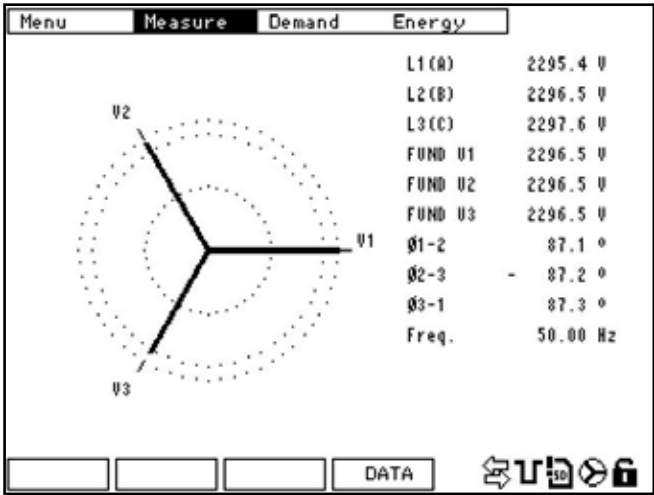 Menu Measure Demand Energy
L1(A) 2295.4 V
L2(B) 2296.5 V
L3(C) 2297.6 V
FUND V1 2296.5 V
FUND V2 2296.5 V
FUND V3 2296.5 V
Ø1-2 87.1 °
Ø2-3 - 87.2 °
Ø3-1 87.3 °
Freq. 50.00 Hz
V2
V1
V3
DATA
SD